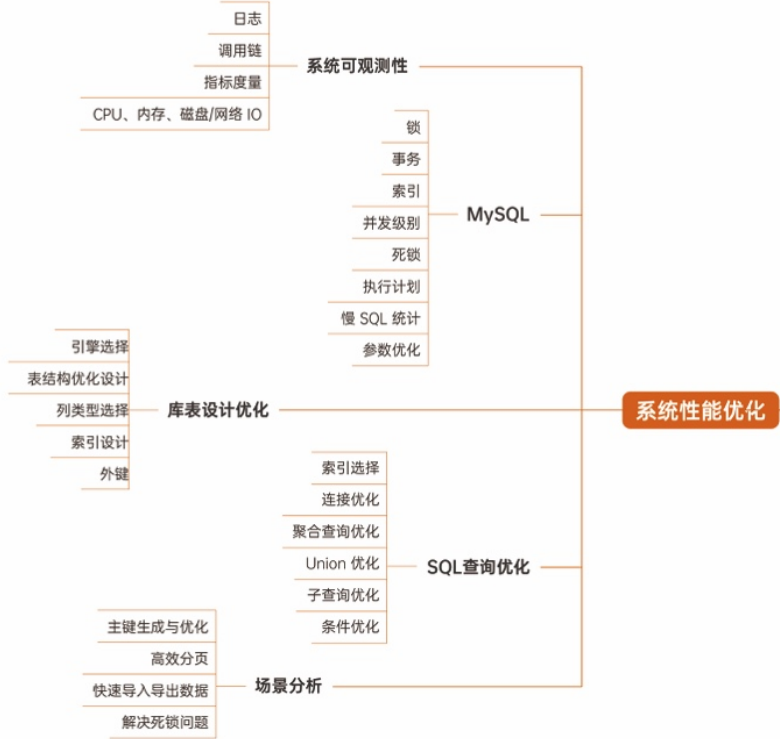 日志
调用链
指标度量
CPU、内存、磁盘/网络 IO
系统可观测性
锁
事务
索引
并发级别
死锁
执行计划
慢 SQL 统计
参数优化
MySQL
引擎选择
表结构优化设计
列类型选择
索引设计
外键
库表设计优化
系统性能优化
索引选择
连接优化
聚合查询优化
Union 优化
子查询优化
条件优化
SQL查询优化
主键生成与优化
高效分页
快速导入导出数据
解决死锁问题
场景分析